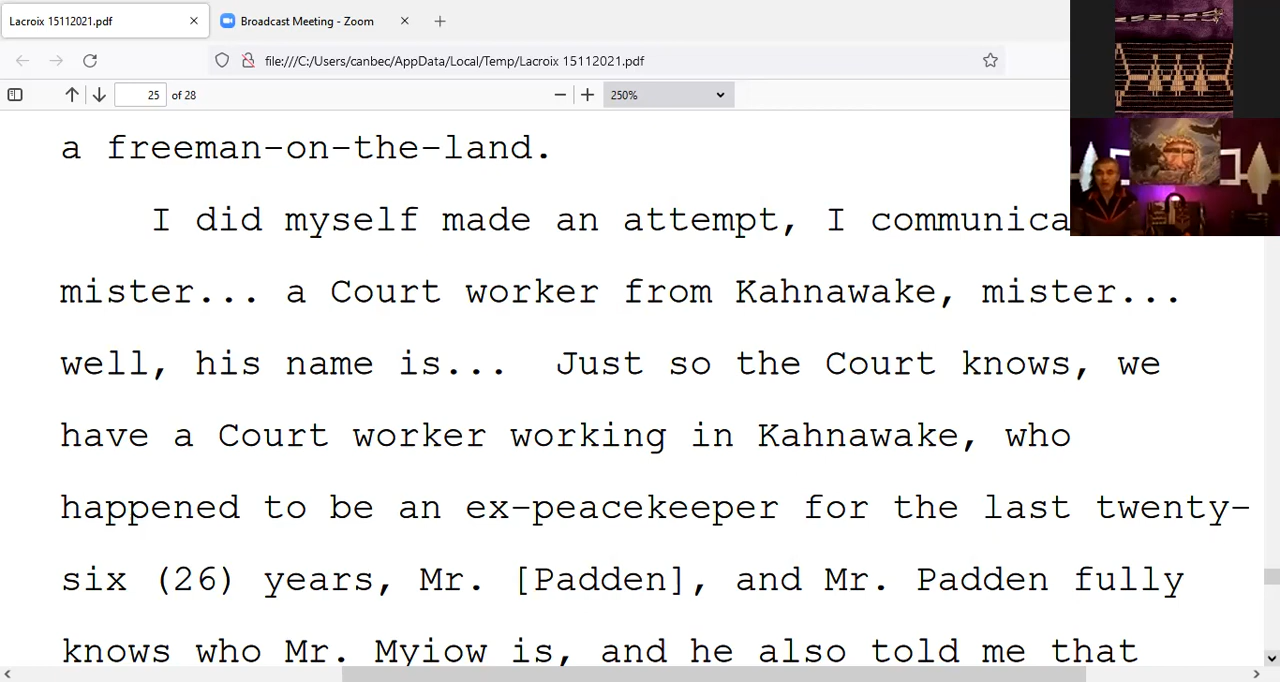 Lacroix 15112021.pdf
Broadcast Meeting - Zoom
file:///C:/Users/canbec/AppData/Local/Temp/Lacroix 15112021.pdf
25 of 28
250%
a freeman-on-the-land.
I did myself made an attempt, I
mister... a Court worker from Kahnawake, mister...
well, his name is... Just so the Court knows, we
have a Court worker working in Kahnawake, who
happened to be an ex-peacekeeper for the last twenty-
six (26) years, Mr. [Padden], and Mr. Padden fully
knows who Mr. Myiow is, and he also told me that